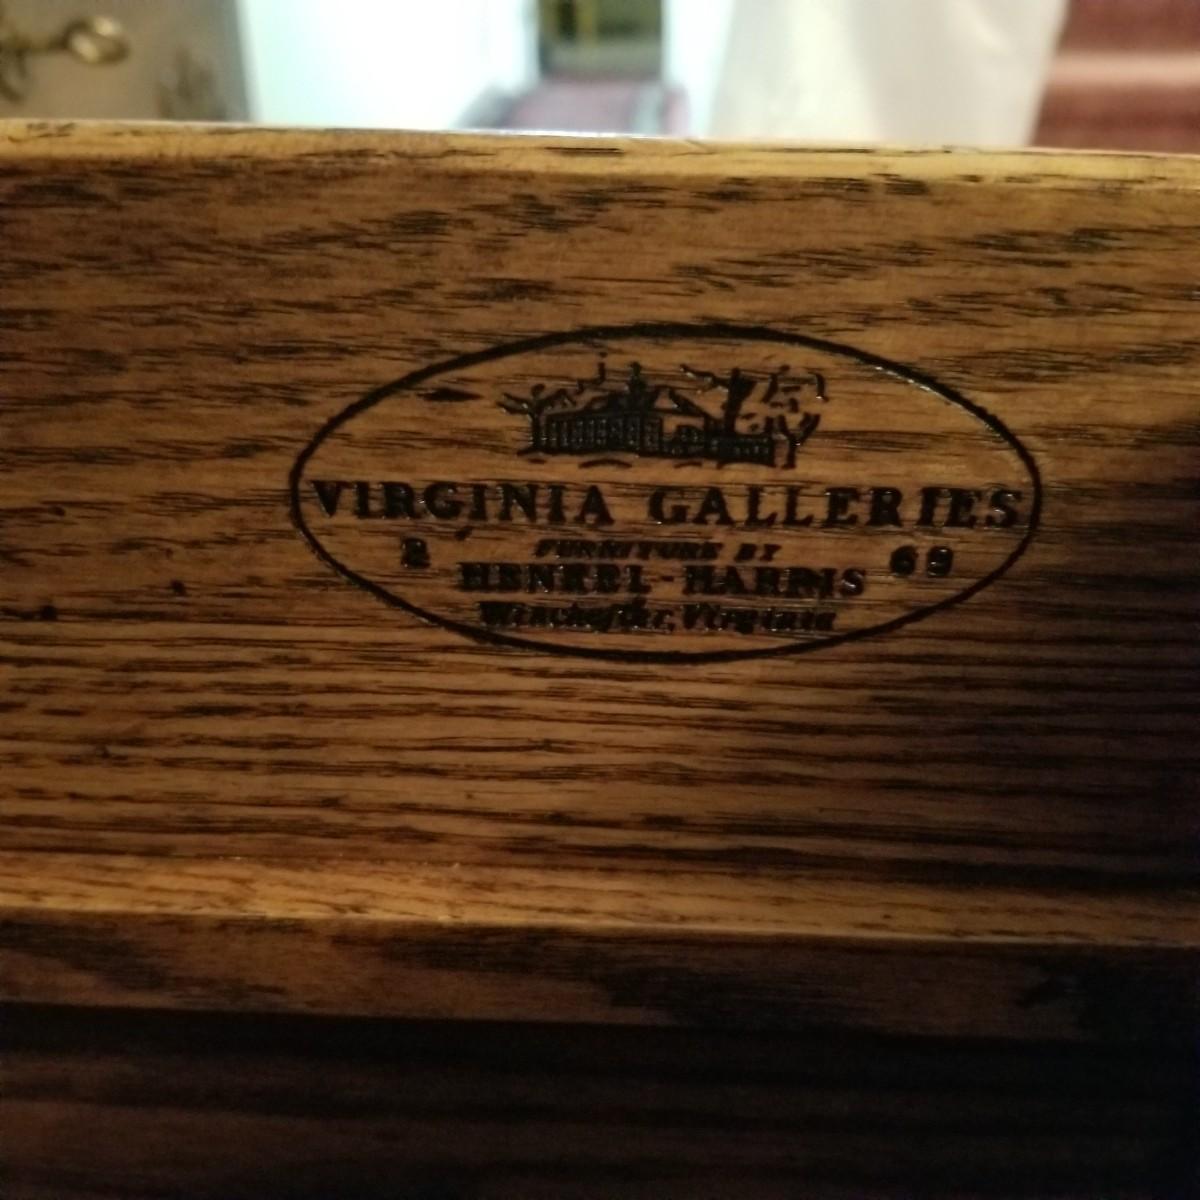 VIRGINIA GALLERIES
2 FURNITURE BY 69
HENKEL-HARRIS
Winchester, Virginia